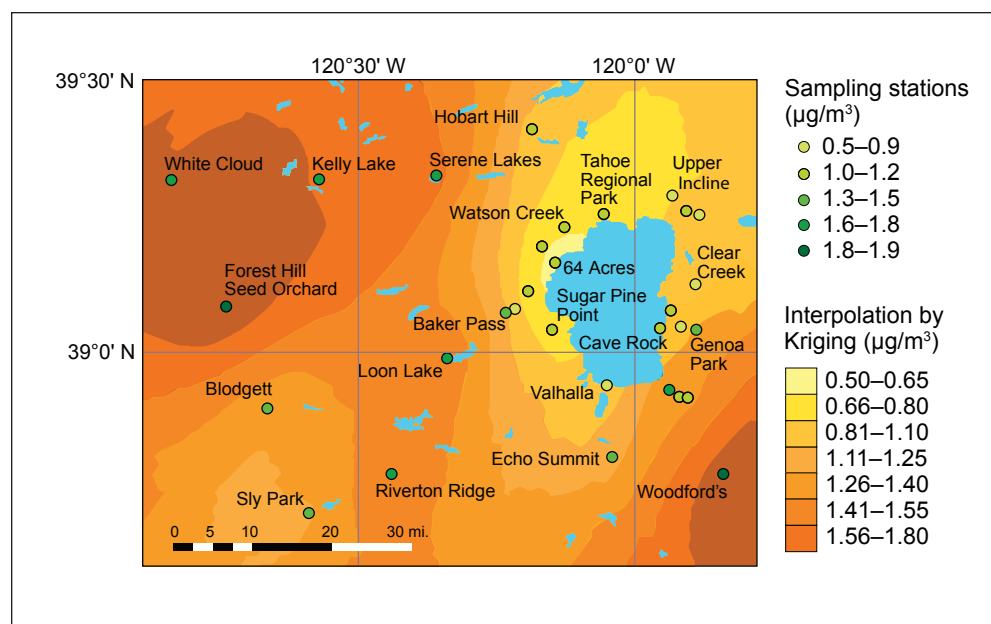 120°30' W
120°0' W
39°30' N
39°0' N
Hobart Hill
White Cloud
Kelly Lake
Serene Lakes
Tahoe
Regional
Park
Upper
Incline
Watson Creek
64 Acres
Clear
Creek
Forest Hill
Seed Orchard
Baker Pass
Sugar Pine
Point
Cave Rock
Genoa
Park
Loon Lake
Blodgett
Valhalla
Echo Summit
Sly Park
Riverton Ridge
Woodford's
0 5 10 20 30 mi.
Sampling stations
(µg/m³)
0.5–0.9
1.0–1.2
1.3–1.5
1.6–1.8
1.8–1.9
Interpolation by
Kriging (µg/m³)
0.50–0.65
0.66–0.80
0.81–1.10
1.11–1.25
1.26–1.40
1.41–1.55
1.56–1.80